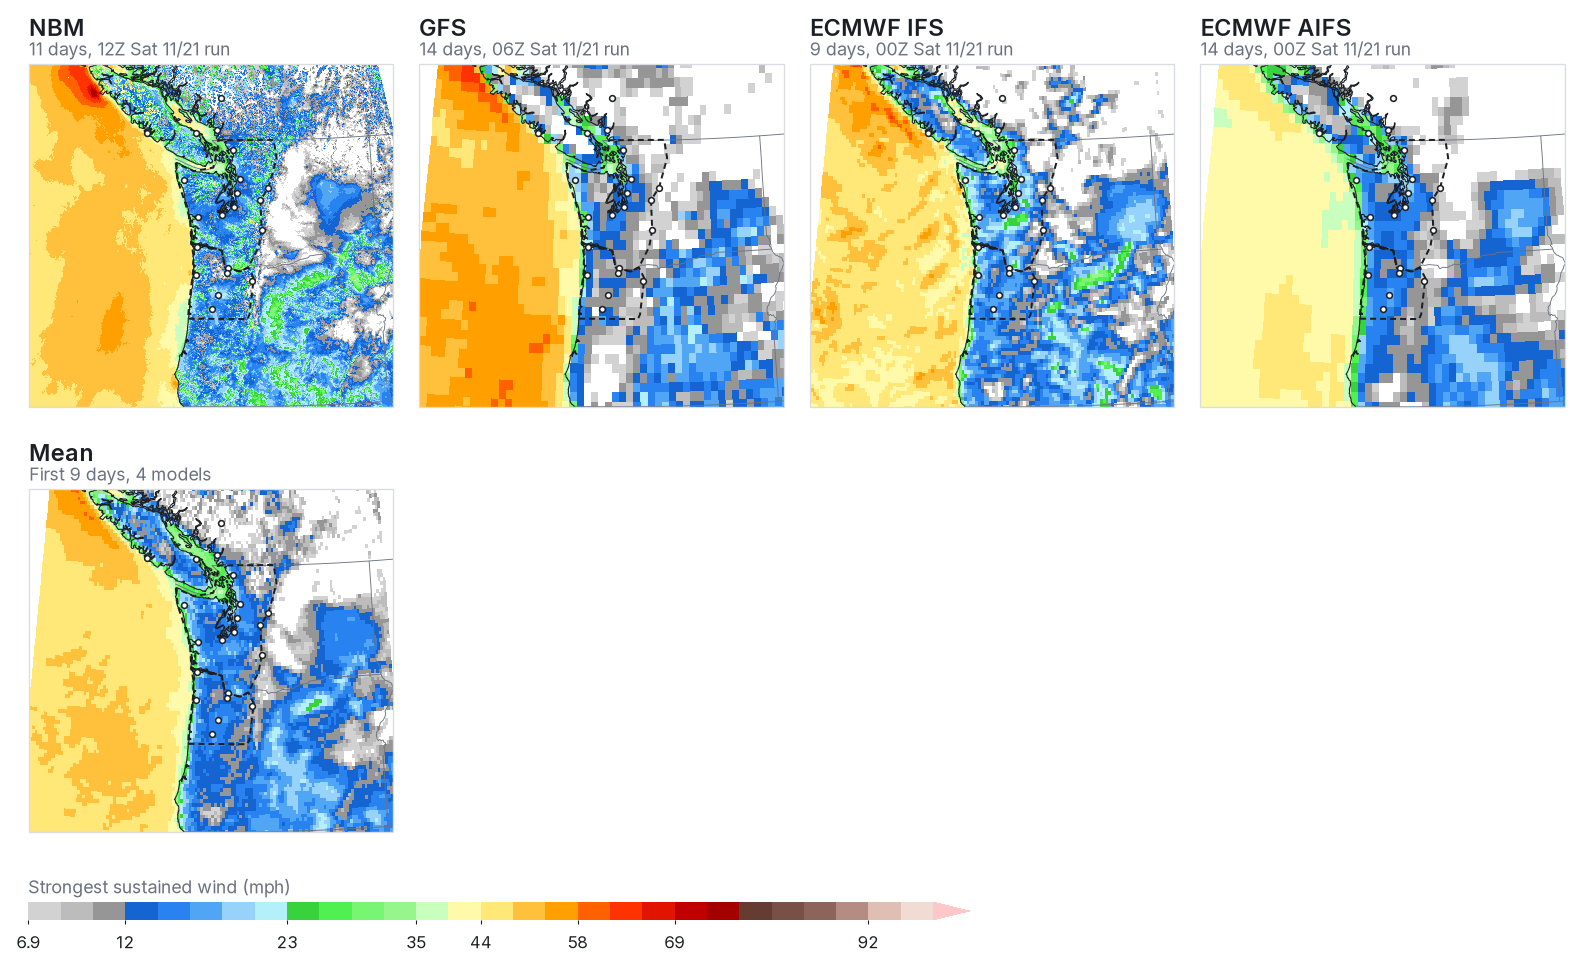 NBM
11 days, 12Z Sat 11/21 run
GFS
14 days, 06Z Sat 11/21 run
ECMWF IFS
9 days, 00Z Sat 11/21 run
ECMWF AIFS
14 days, 00Z Sat 11/21 run
Mean
First 9 days, 4 models
Strongest sustained wind (mph)
6.9 12 23 35 44 58 69 92